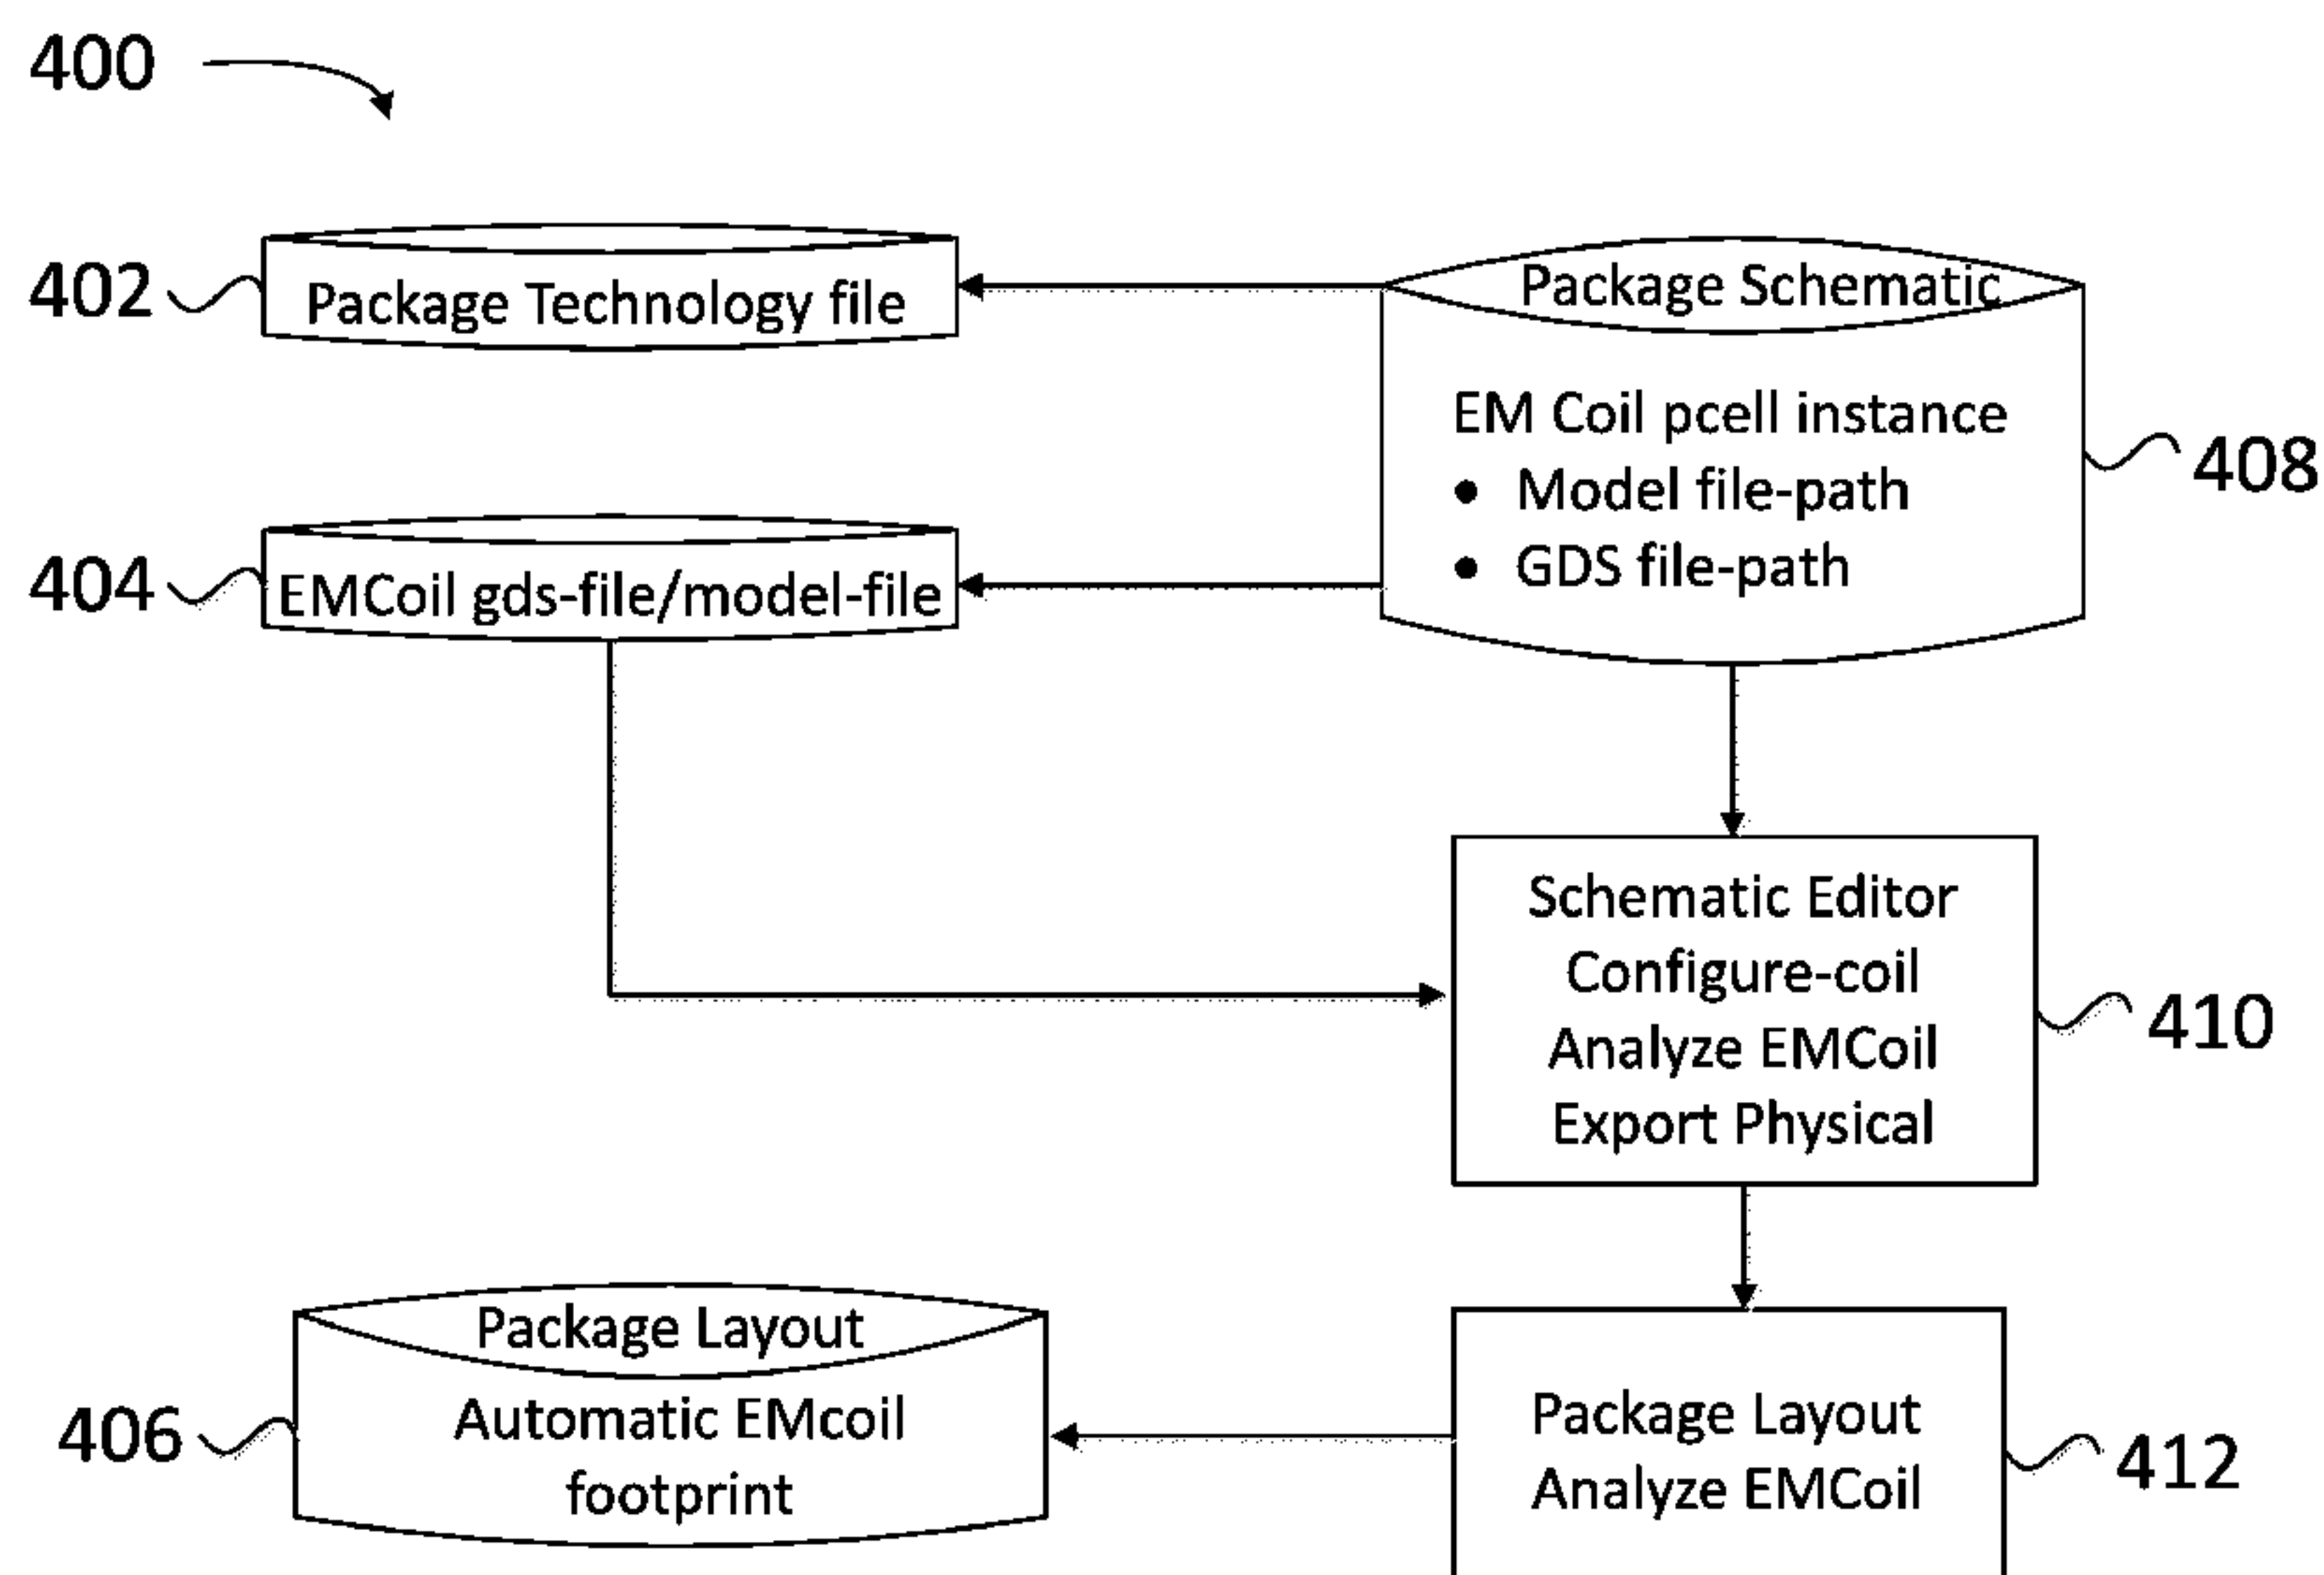 400
402
Package Technology file
Package Schematic
EM Coil pcell instance
• Model file-path
• GDS file-path
408
404
EMCoil gds-file/model-file
Schematic Editor
Configure-coil
Analyze EMCoil
Export Physical
410
Package Layout
Automatic EMcoil
footprint
406
Package Layout
Analyze EMCoil
412